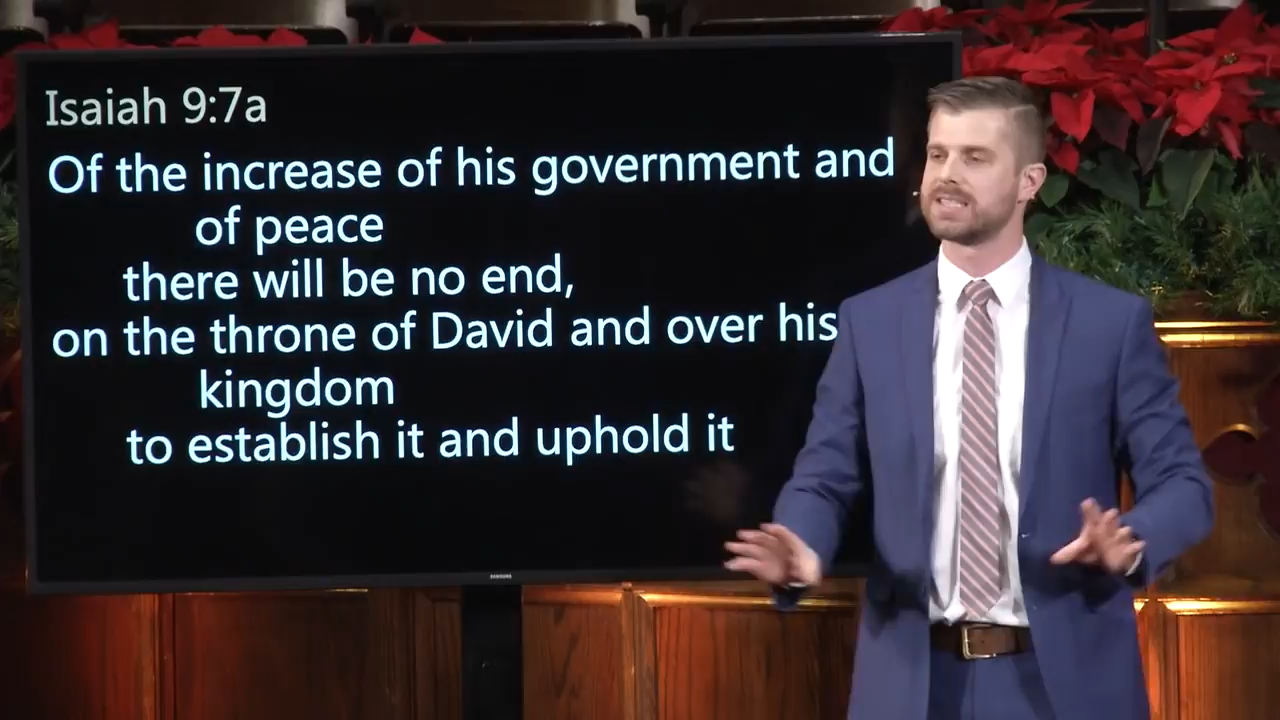 Isaiah 9:7a
Of the increase of his government and
of peace
there will be no end,
on the throne of David and over his
kingdom
to establish it and uphold it
SAMSUNG